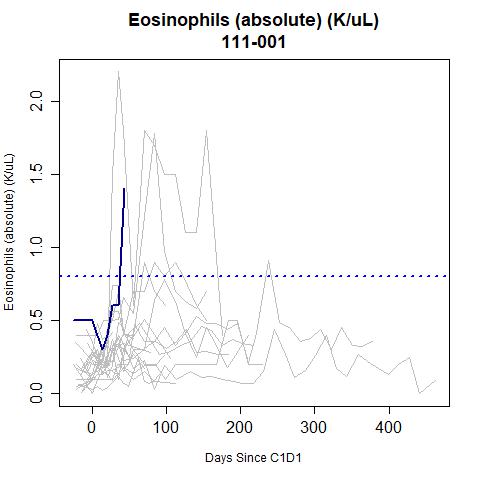 Eosinophils (absolute) (K/uL)
111-001
Eosinophils (absolute) (K/uL)
2.0
1.5
1.0
0.5
0.0
0 100 200 300 400
Days Since C1D1